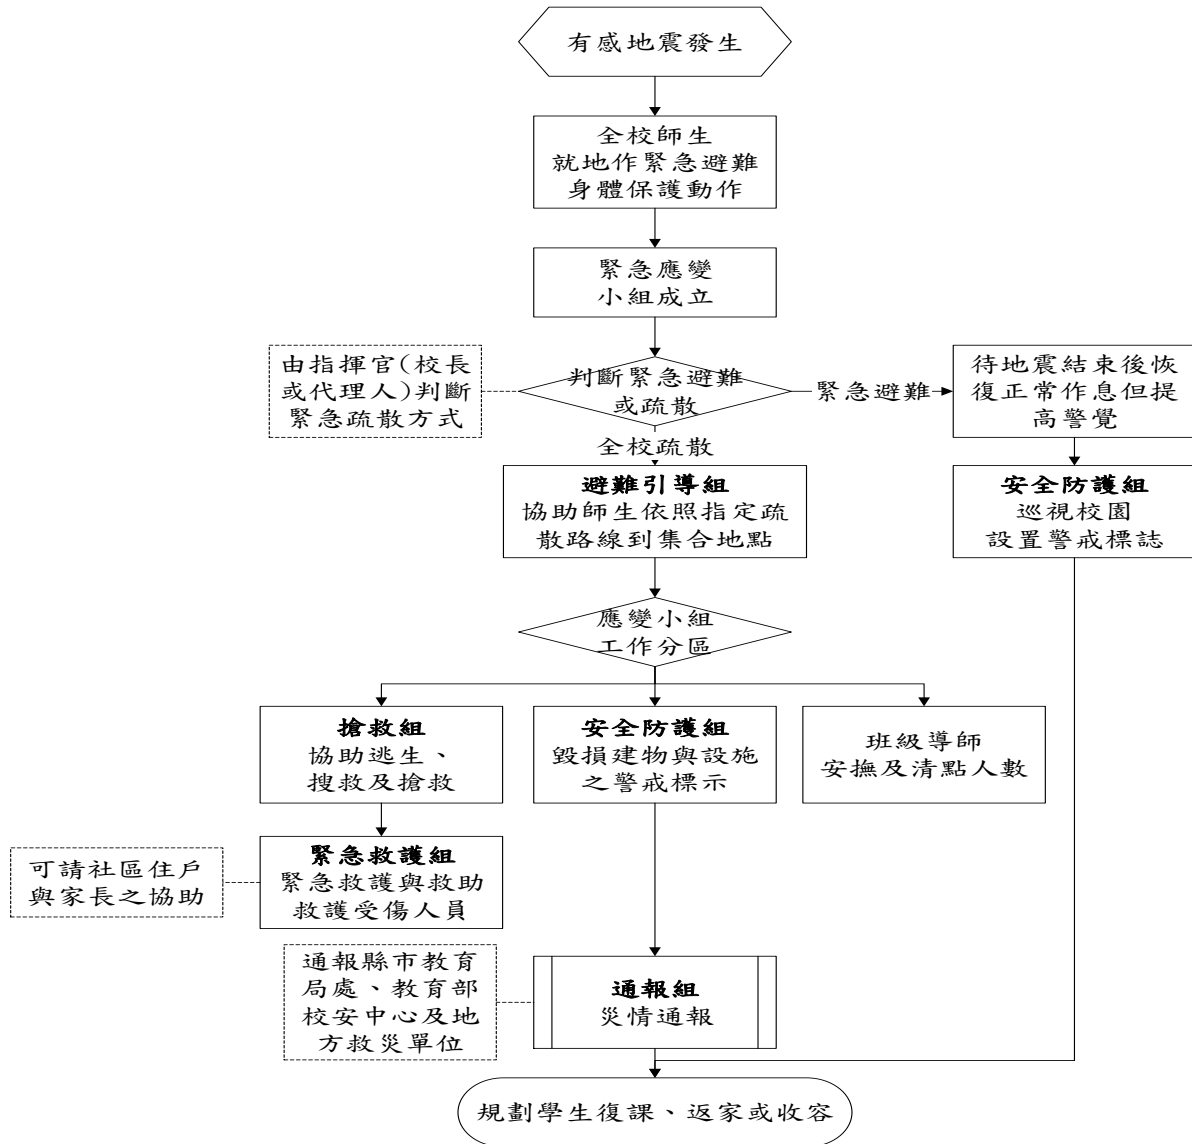 有感地震發生
全校師生
就地作緊急避難
身體保護動作
緊急應變
小組成立
由指揮官(校長
或代理人)判斷
緊急疏散方式
判斷緊急避難
或疏散
緊急避難
待地震結束後恢
復正常作息但提
高警覺
全校疏散
避難引導組
協助師生依照指定疏
散路線到集合地點
安全防護組
巡視校園
設置警戒標誌
應變小組
工作分區
搶救組
協助逃生、
搜救及搶救
安全防護組
毀損建物與設施
之警戒標示
班級導師
安撫及清點人數
可請社區住戶
與家長之協助
緊急救護組
緊急救護與救助
救護受傷人員
通報縣市教育
局處、教育部
校安中心及地
方救災單位
通報組
災情通報
規劃學生復課、返家或收容